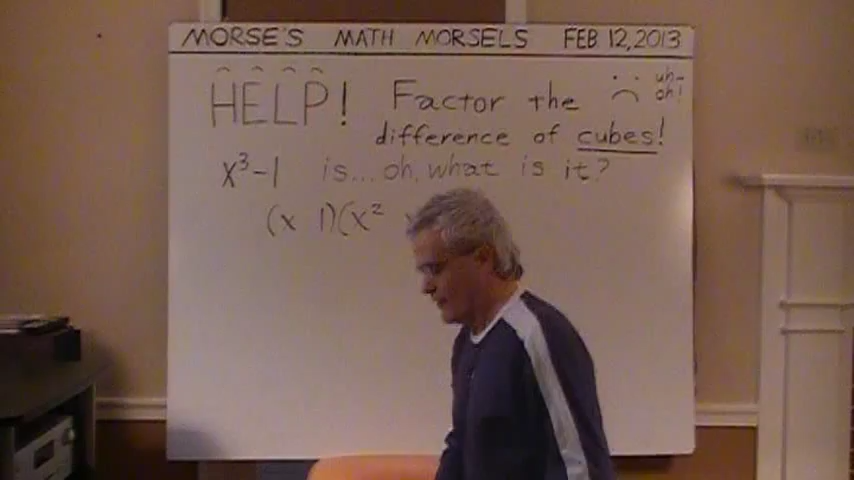 MORSE'S MATH MORSELS FEB 12, 2013
HELP! Factor the uh-oh!
difference of cubes!
x³-1 is... oh, what is it?
(x 1)(x²